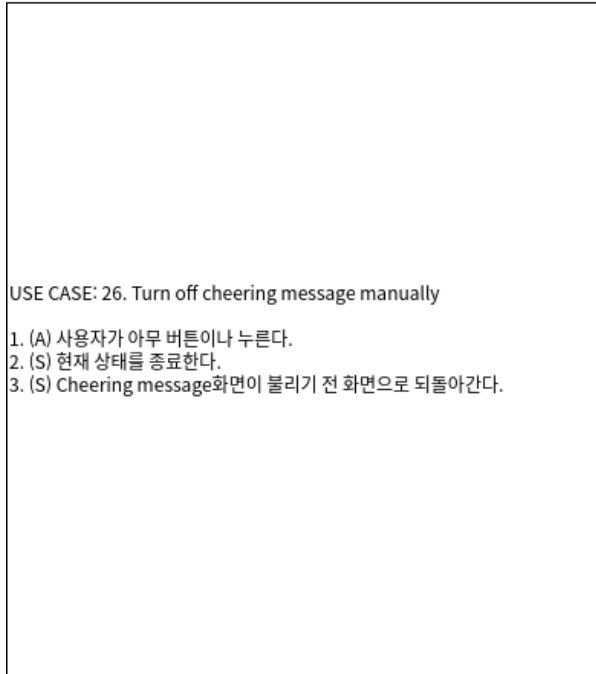 USE CASE: 26. Turn off cheering message manually
1. (A) 사용자가 아무 버튼이나 누른다.
2. (S) 현재 상태를 종료한다.
3. (S) Cheering message화면이 불리기 전 화면으로 되돌아간다.